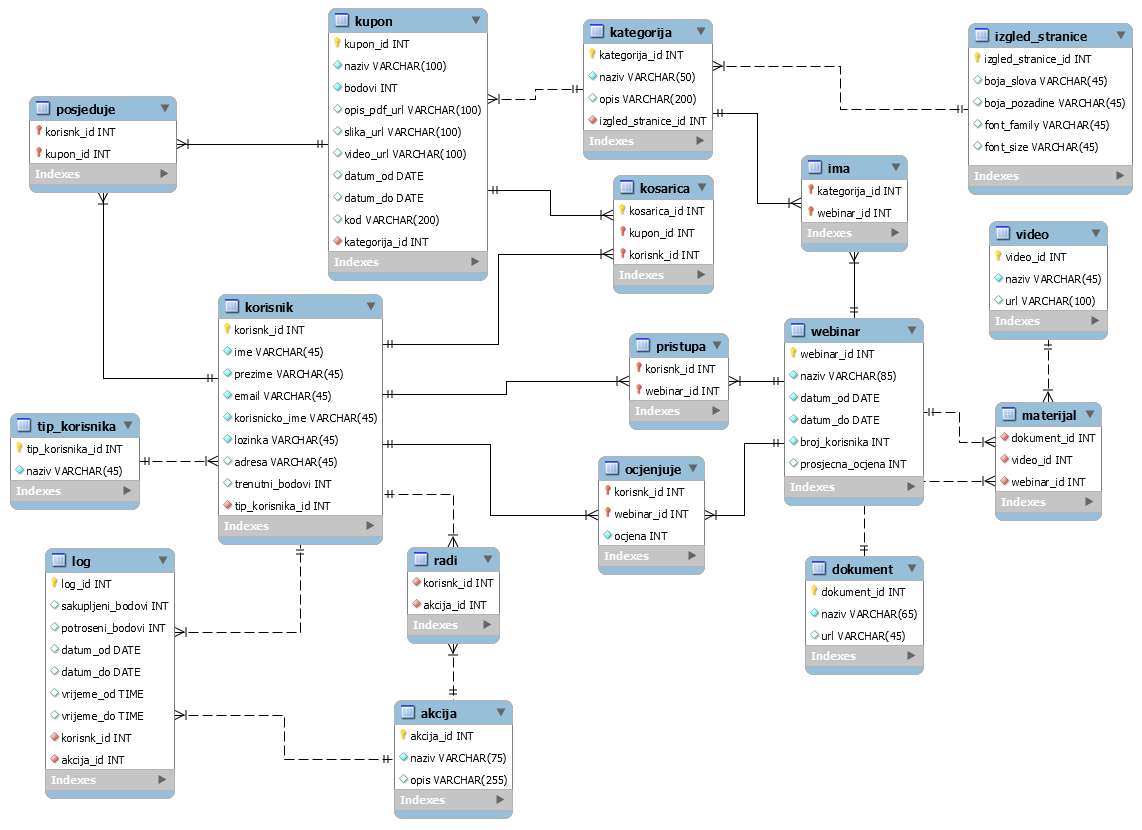 kupon
kupon_id INT
naziv VARCHAR(100)
bodovi INT
opis_pdf_url VARCHAR(100)
slika_url VARCHAR(100)
video_url VARCHAR(100)
datum_od DATE
datum_do DATE
kod VARCHAR(200)
kategorija_id INT
Indexes
kategorija
kategorija_id INT
naziv VARCHAR(50)
opis VARCHAR(200)
izgled_stranice_id INT
Indexes
izgled_stranice
izgled_stranice_id INT
boja_slova VARCHAR(45)
boja_pozadine VARCHAR(45)
font_family VARCHAR(45)
font_size VARCHAR(45)
Indexes
posjeduje
korisnk_id INT
kupon_id INT
Indexes
kosarica
kosarica_id INT
kupon_id INT
korisnk_id INT
Indexes
ima
kategorija_id INT
webinar_id INT
Indexes
video
video_id INT
naziv VARCHAR(45)
url VARCHAR(100)
Indexes
korisnik
korisnk_id INT
ime VARCHAR(45)
prezime VARCHAR(45)
email VARCHAR(45)
korisnicko_ime VARCHAR(45)
lozinka VARCHAR(45)
adresa VARCHAR(45)
trenutni_bodovi INT
tip_korisnika_id INT
Indexes
pristupa
korisnk_id INT
webinar_id INT
Indexes
webinar
webinar_id INT
naziv VARCHAR(85)
datum_od DATE
datum_do DATE
broj_korisnika INT
prosjecna_ocjena INT
Indexes
tip_korisnika
tip_korisnika_id INT
naziv VARCHAR(45)
Indexes
materijal
dokument_id INT
video_id INT
webinar_id INT
Indexes
ocjenjuje
korisnk_id INT
webinar_id INT
ocjena INT
Indexes
log
log_id INT
sakupljeni_bodovi INT
potroseni_bodovi INT
datum_od DATE
datum_do DATE
vrijeme_od TIME
vrijeme_do TIME
korisnk_id INT
akcija_id INT
Indexes
radi
korisnk_id INT
akcija_id INT
Indexes
dokument
dokument_id INT
naziv VARCHAR(65)
url VARCHAR(45)
Indexes
akcija
akcija_id INT
naziv VARCHAR(75)
opis VARCHAR(255)
Indexes